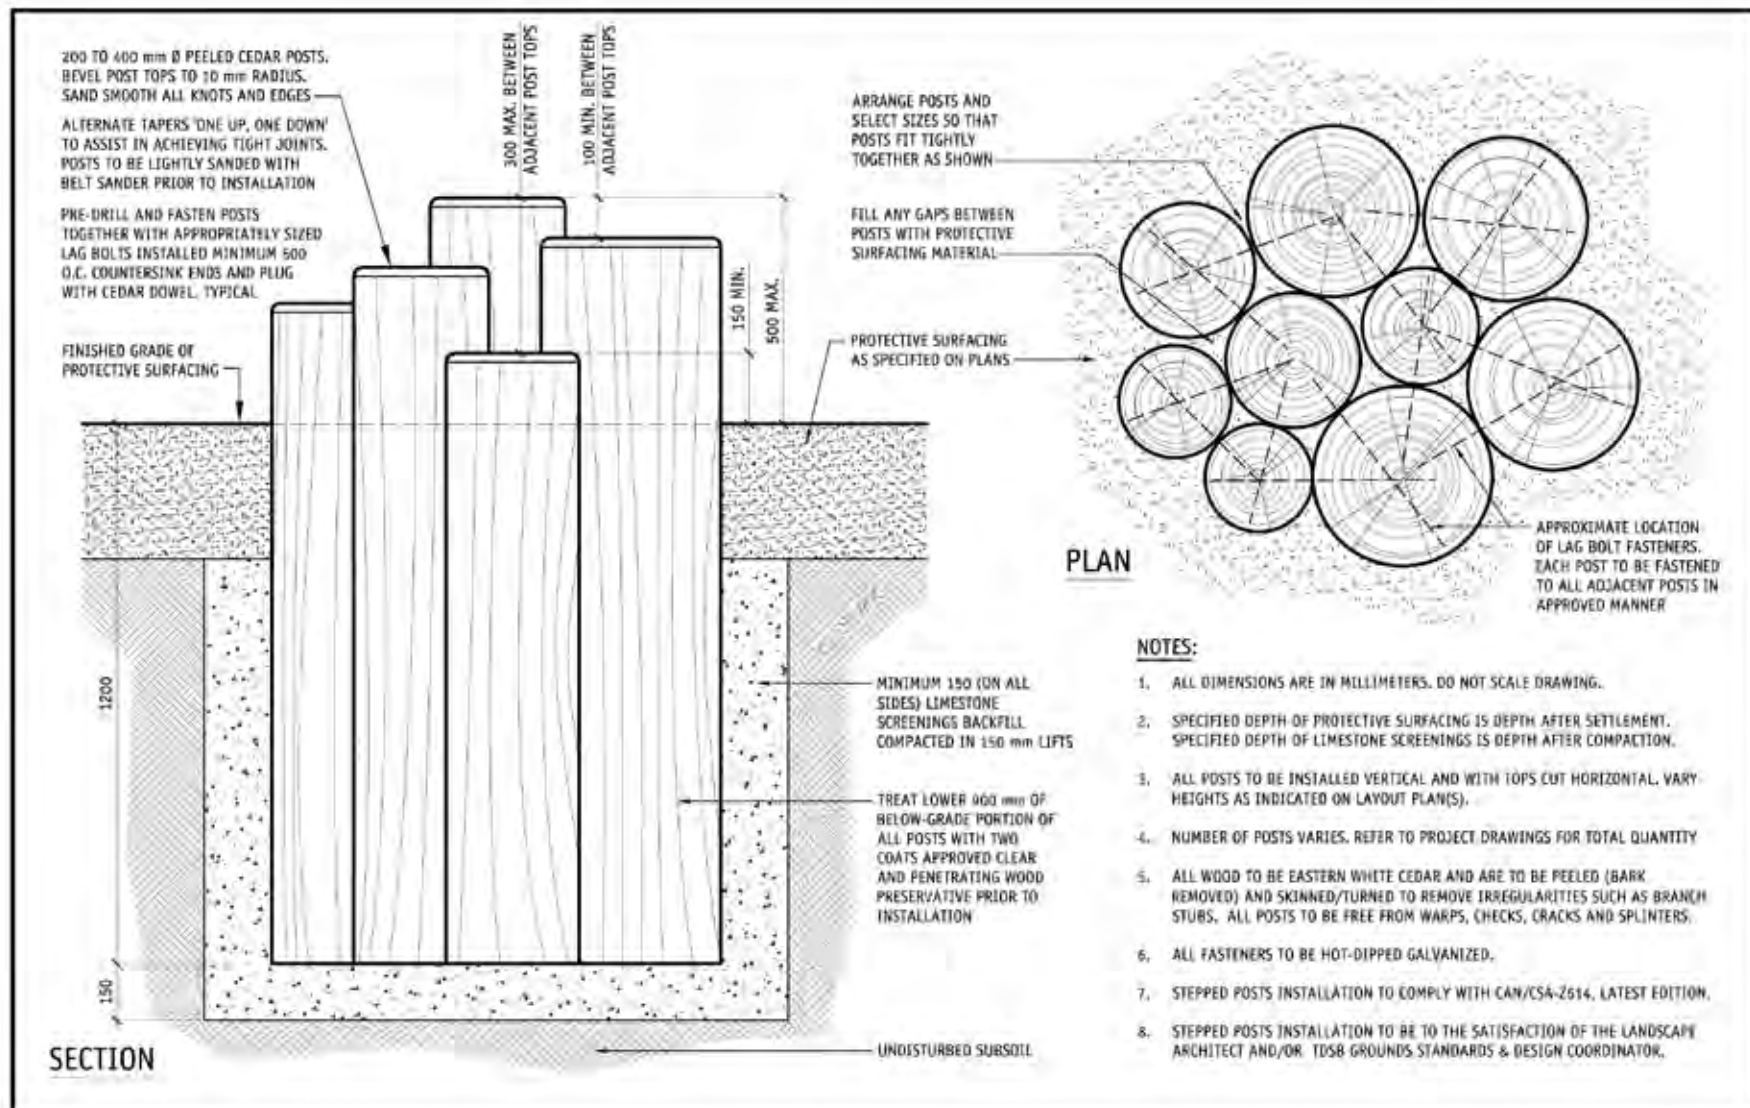 200 TO 400 mm Ø PEELED CEDAR POSTS.
BEVEL POST TOPS TO 10 mm RADIUS.
SAND SMOOTH ALL KNOTS AND EDGES
ALTERNATE TAPERS 'ONE UP, ONE DOWN'
TO ASSIST IN ACHIEVING TIGHT JOINTS.
POSTS TO BE LIGHTLY SANDED WITH
BELT SANDER PRIOR TO INSTALLATION
PRE-DRILL AND FASTEN POSTS
TOGETHER WITH APPROPRIATELY SIZED
LAG BOLTS INSTALLED MINIMUM 500
O.C. COUNTERSINK ENDS AND PLUG
WITH CEDAR DOWEL, TYPICAL
FINISHED GRADE OF
PROTECTIVE SURFACING
300 MAX. BETWEEN
ADJACENT POST TOPS
100 MIN. BETWEEN
ADJACENT POST TOPS
150 MIN.
500 MAX.
1200
150
SECTION
ARRANGE POSTS AND
SELECT SIZES SO THAT
POSTS FIT TIGHTLY
TOGETHER AS SHOWN
FILL ANY GAPS BETWEEN
POSTS WITH PROTECTIVE
SURFACING MATERIAL
PROTECTIVE SURFACING
AS SPECIFIED ON PLANS
MINIMUM 150 (ON ALL
SIDES) LIMESTONE
SCREENINGS BACKFILL
COMPACTED IN 150 mm LIFTS
TREAT LOWER 900 mm OF
BELOW-GRADE PORTION OF
ALL POSTS WITH TWO
COATS APPROVED CLEAR
AND PENETRATING WOOD
PRESERVATIVE PRIOR TO
INSTALLATION
UNDISTURBED SUBSOIL
PLAN
APPROXIMATE LOCATION
OF LAG BOLT FASTENERS.
EACH POST TO BE FASTENED
TO ALL ADJACENT POSTS IN
APPROVED MANNER
NOTES:
1. ALL DIMENSIONS ARE IN MILLIMETERS. DO NOT SCALE DRAWING.
2. SPECIFIED DEPTH OF PROTECTIVE SURFACING IS DEPTH AFTER SETTLEMENT.
SPECIFIED DEPTH OF LIMESTONE SCREENINGS IS DEPTH AFTER COMPACTION.
3. ALL POSTS TO BE INSTALLED VERTICAL AND WITH TOPS CUT HORIZONTAL. VARY
HEIGHTS AS INDICATED ON LAYOUT PLAN(S).
4. NUMBER OF POSTS VARIES. REFER TO PROJECT DRAWINGS FOR TOTAL QUANTITY
5. ALL WOOD TO BE EASTERN WHITE CEDAR AND ARE TO BE PEELED (BARK
REMOVED) AND SKINNED/TURNED TO REMOVE IRREGULARITIES SUCH AS BRANCH
STUBS. ALL POSTS TO BE FREE FROM WARPS, CHECKS, CRACKS AND SPLINTERS.
6. ALL FASTENERS TO BE HOT-DIPPED GALVANIZED.
7. STEPPED POSTS INSTALLATION TO COMPLY WITH CAN/CSA-Z614, LATEST EDITION.
8. STEPPED POSTS INSTALLATION TO BE TO THE SATISFACTION OF THE LANDSCAPE
ARCHITECT AND/OR TDSB GROUNDS STANDARDS & DESIGN COORDINATOR.